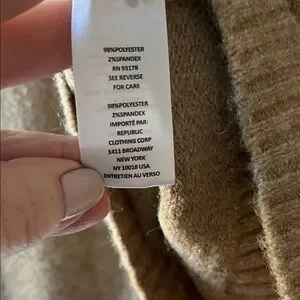 98%POLYESTER
2%SPANDEX
RN 93178
SEE REVERSE
FOR CARE
98%POLYESTER
2%SPANDEX
IMPORTÉ PAR:
REPUBLIC
CLOTHING CORP
1411 BROADWAY
NEW YORK
NY 10018 USA
ENTRETIEN AU VERSO